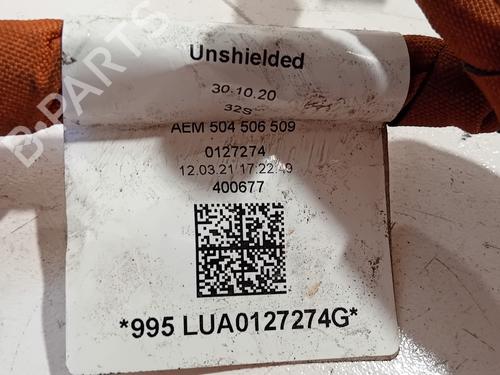 Unshielded
30.10.20
32S
AEM 504 506 509
0127274
12.03.21 17:22:49
400677
*995 LUA0127274G*
B-PARTS